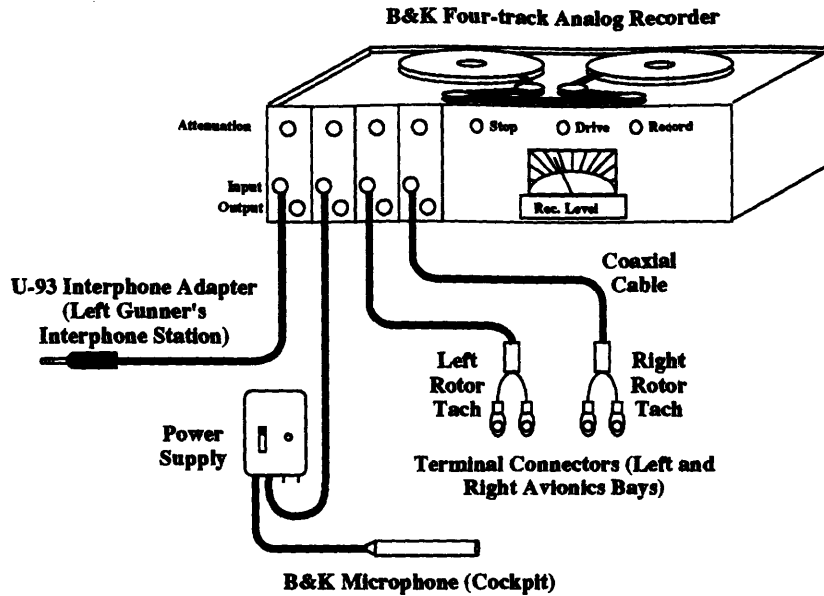 B&K Four-track Analog Recorder
Attenuation
Stop
Drive
Record
Input
Output
Rec. Level
Coaxial
Cable
U-93 Interphone Adapter
(Left Gunner's
Interphone Station)
Left
Rotor
Tach
Right
Rotor
Tach
Power
Supply
Terminal Connectors (Left and
Right Avionics Bays)
B&K Microphone (Cockpit)